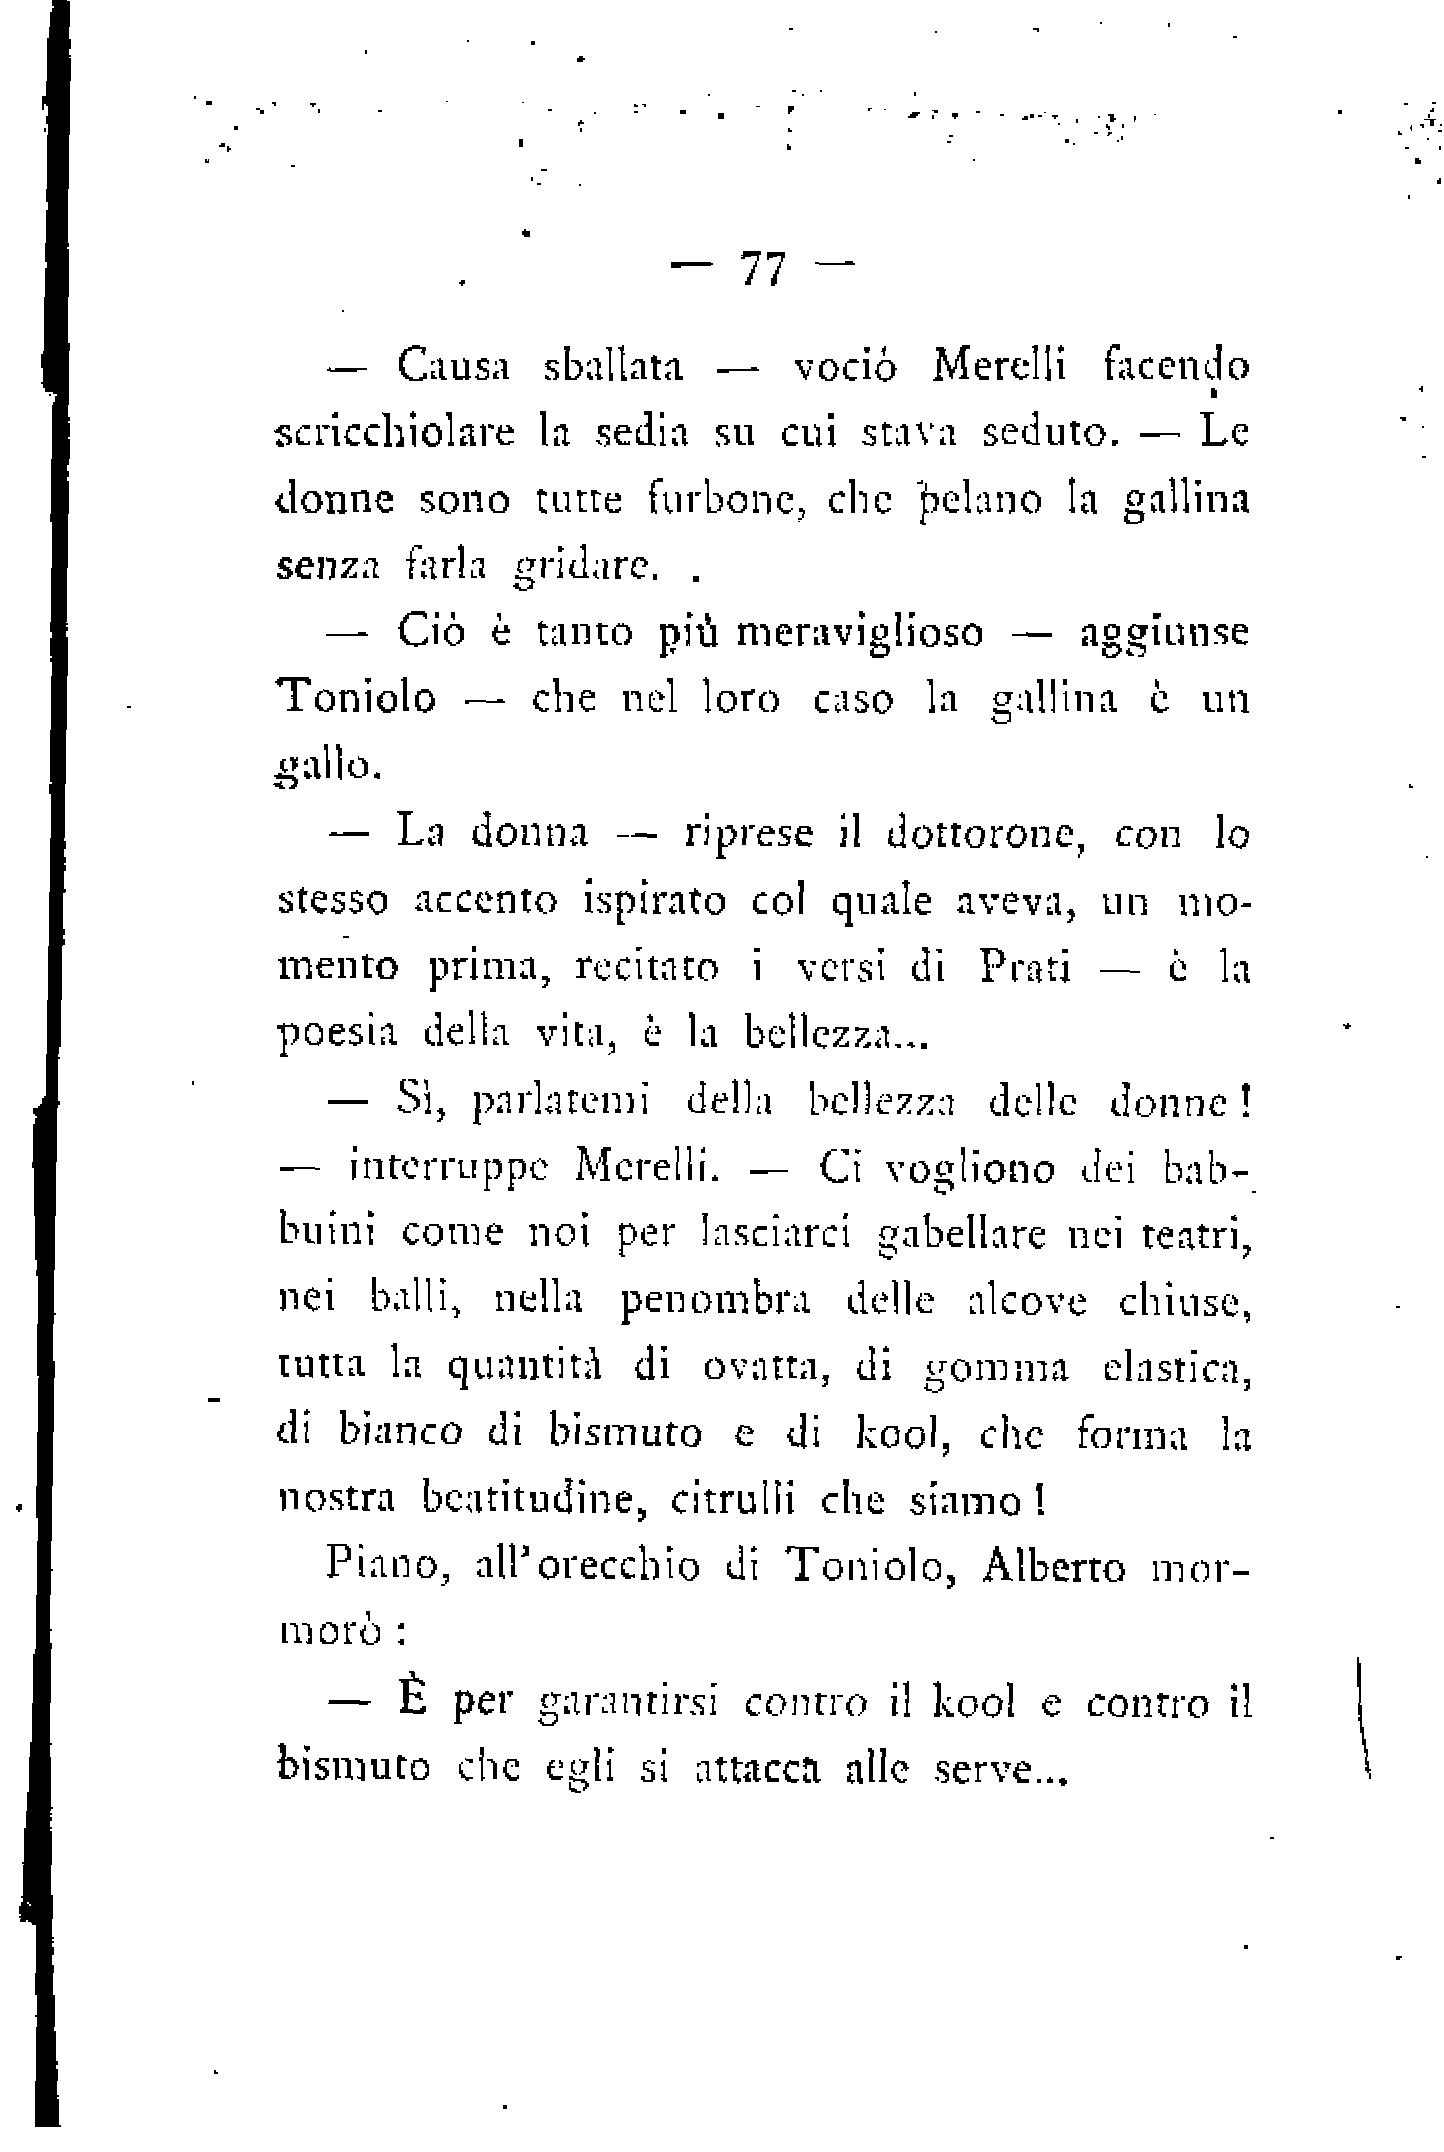 — 77 —
— Causa sballata — vociò Merelli facendo
scricchiolare la sedia su cui stava seduto. — Le
donne sono tutte furbone, che pelano la gallina
senza farla gridare.
— Ciò è tanto più meraviglioso — aggiunse
Toniolo — che nel loro caso la gallina è un
gallo.
— La donna — riprese il dottorone, con lo
stesso accento ispirato col quale aveva, un mo-
mento prima, recitato i versi di Prati — è la
poesia della vita, è la bellezza...
— Sì, parlatemi della bellezza delle donne !
— interruppe Merelli. — Ci vogliono dei bab-
buini come noi per lasciarci gabellare nei teatri,
nei balli, nella penombra delle alcove chiuse,
tutta la quantità di ovatta, di gomma elastica,
di bianco di bismuto e di kool, che forma la
nostra beatitudine, citrulli che siamo !
Piano, all'orecchio di Toniolo, Alberto mor-
morò :
— È per garantirsi contro il kool e contro il
bismuto che egli si attacca alle serve...